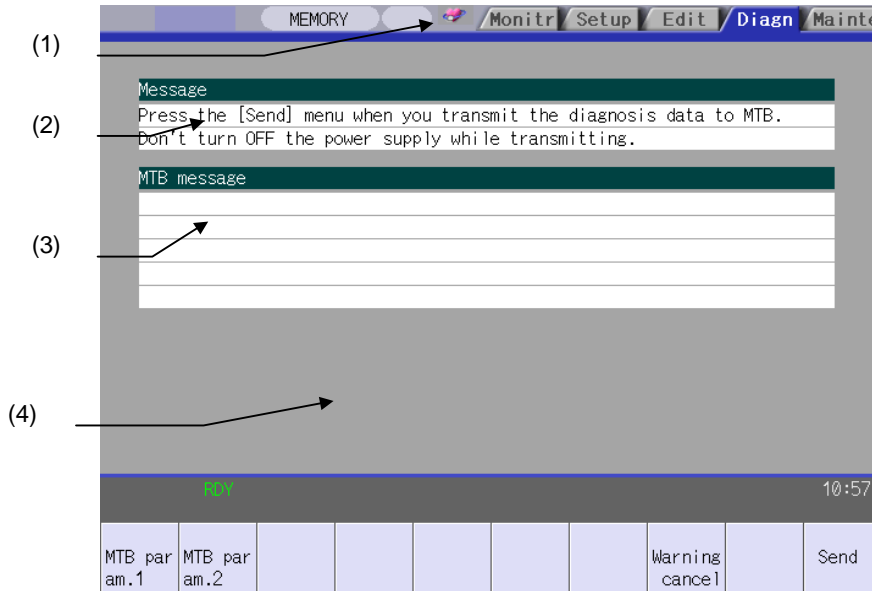 MEMORY Monitr Setup Edit Diagn Mainte
(1)
Message
Press the [Send] menu when you transmit the diagnosis data to MTB.
(2)
Don't turn OFF the power supply while transmitting.
MTB message
(3)
(4)
RDY 10:57
MTB par MTB par Warning Send
am.1 am.2 cancel